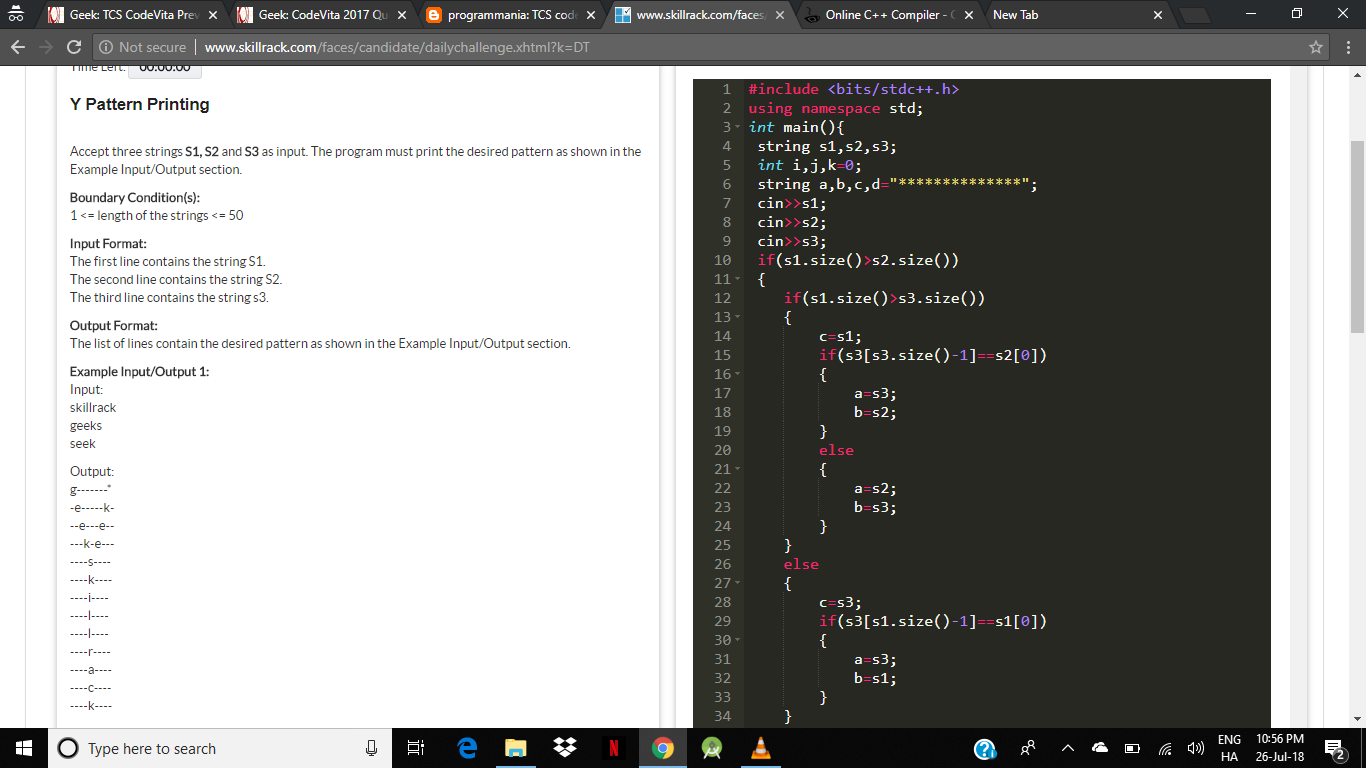 Geek: TCS CodeVita Prev
Geek: CodeVita 2017 Qu
programmania: TCS cod
www.skillrack.com/faces
Online C++ Compiler -
New Tab
Not secure | www.skillrack.com/faces/candidate/dailychallenge.xhtml?k=DT
Time Left: 00:00:00
Y Pattern Printing
Accept three strings S1, S2 and S3 as input. The program must print the desired pattern as shown in the
Example Input/Output section.
Boundary Condition(s):
1 <= length of the strings <= 50
Input Format:
The first line contains the string S1.
The second line contains the string S2.
The third line contains the string s3.
Output Format:
The list of lines contain the desired pattern as shown in the Example Input/Output section.
Example Input/Output 1:
Input:
skillrack
geeks
seek
Output:
g-------*
-e-----k-
--e---e--
---k-e---
----s----
----k----
----i----
----l----
----l----
----r----
----a----
----c----
----k----
1 #include <bits/stdc++.h>
2 using namespace std;
3 int main(){
4 string s1,s2,s3;
5 int i,j,k=0;
6 string a,b,c,d="**************";
7 cin>>s1;
8 cin>>s2;
9 cin>>s3;
10 if(s1.size()>s2.size())
11 {
12 if(s1.size()>s3.size())
13 {
14 c=s1;
15 if(s3[s3.size()-1]==s2[0])
16 {
17 a=s3;
18 b=s2;
19 }
20 else
21 {
22 a=s2;
23 b=s3;
24 }
25 }
26 else
27 {
28 c=s3;
29 if(s3[s1.size()-1]==s1[0])
30 {
31 a=s3;
32 b=s1;
33 }
34 }
Type here to search
ENG
HA
10:56 PM
26-Jul-18
2